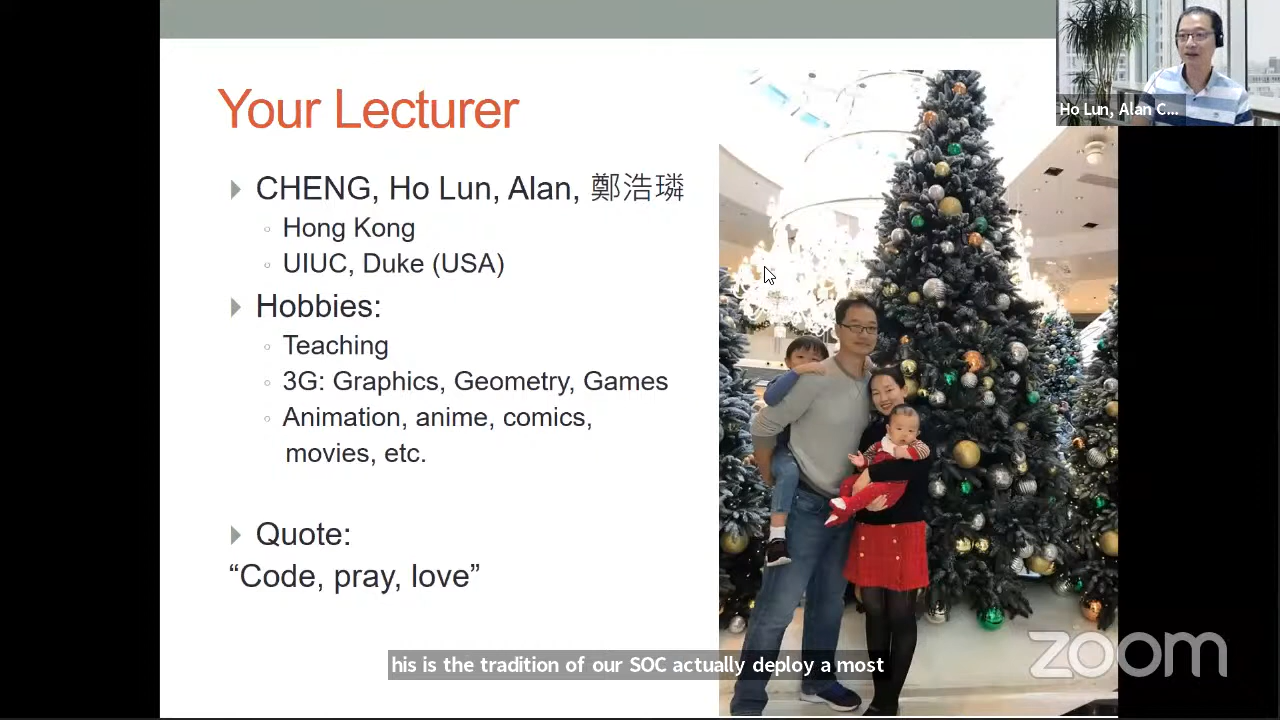 Your Lecturer
CHENG, Ho Lun, Alan, 鄭浩璘
Hong Kong
UIUC, Duke (USA)
Hobbies:
Teaching
3G: Graphics, Geometry, Games
Animation, anime, comics,
movies, etc.
Quote:
“Code, pray, love”
Ho Lun, Alan C...
his is the tradition of our SOC actually deploy a most
zoom